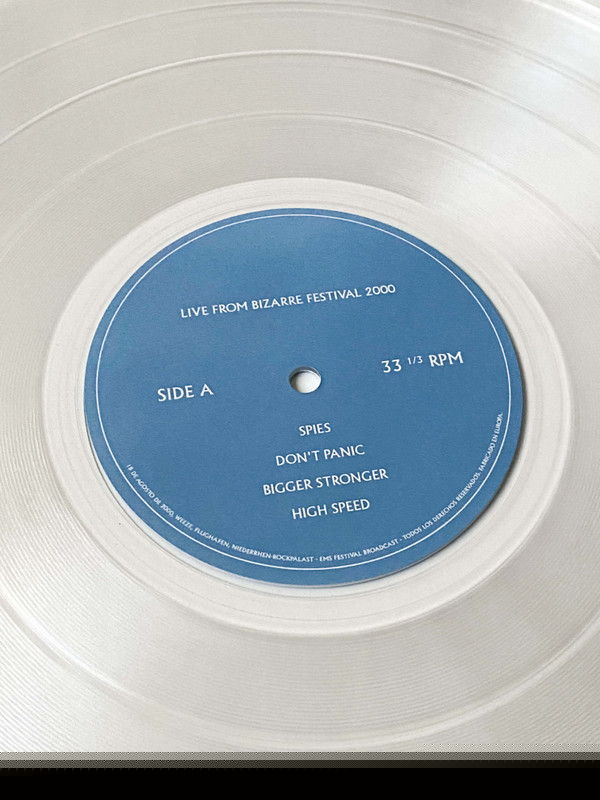 LIVE FROM BIZARRE FESTIVAL 2000
SIDE A
33 1/3 RPM
SPIES
DON'T PANIC
BIGGER STRONGER
HIGH SPEED
18 DE AGOSTO DE 2000, WEEZE, FLUGHAFEN, NIEDERRHEN-ROCKPALAST - EMS FESTIVAL BROADCAST - TODOS LOS DERECHOS RESERVADOS. FABRICADO EN EUROPA.